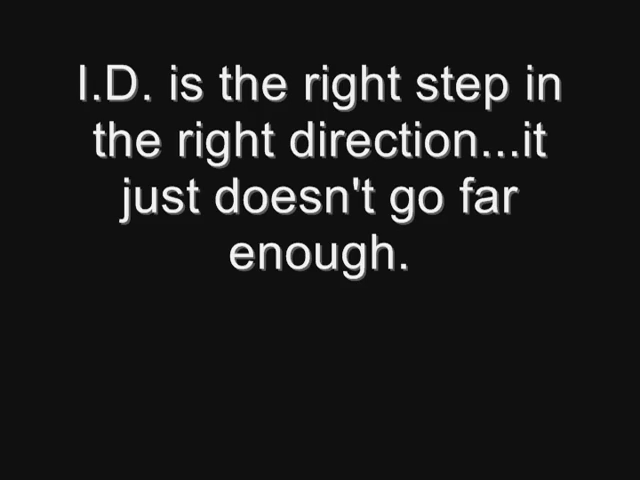 I.D. is the right step in
the right direction...it
just doesn't go far
enough.